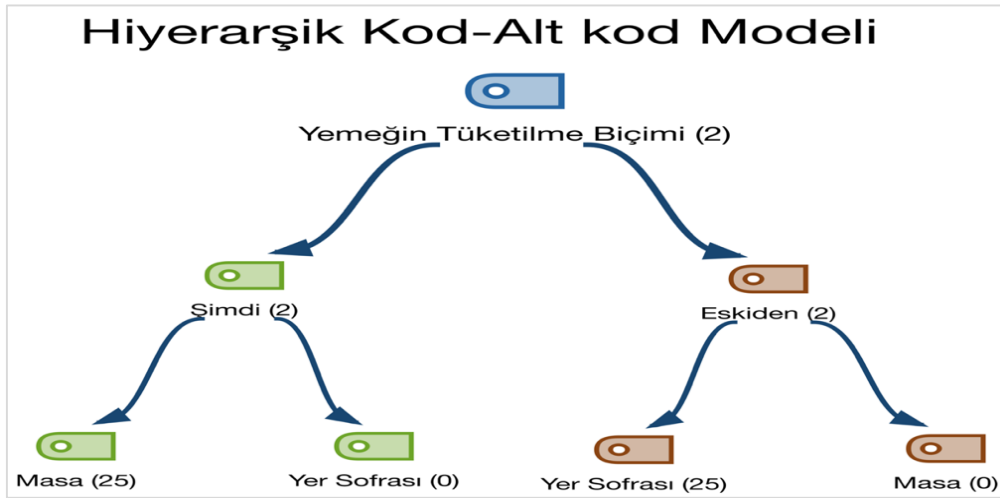 Hiyerarşik Kod-Alt kod Modeli
Yemeğin Tüketilme Biçimi (2)
Şimdi (2)
Eskiden (2)
Masa (25)
Yer Sofrası (0)
Yer Sofrası (25)
Masa (0)